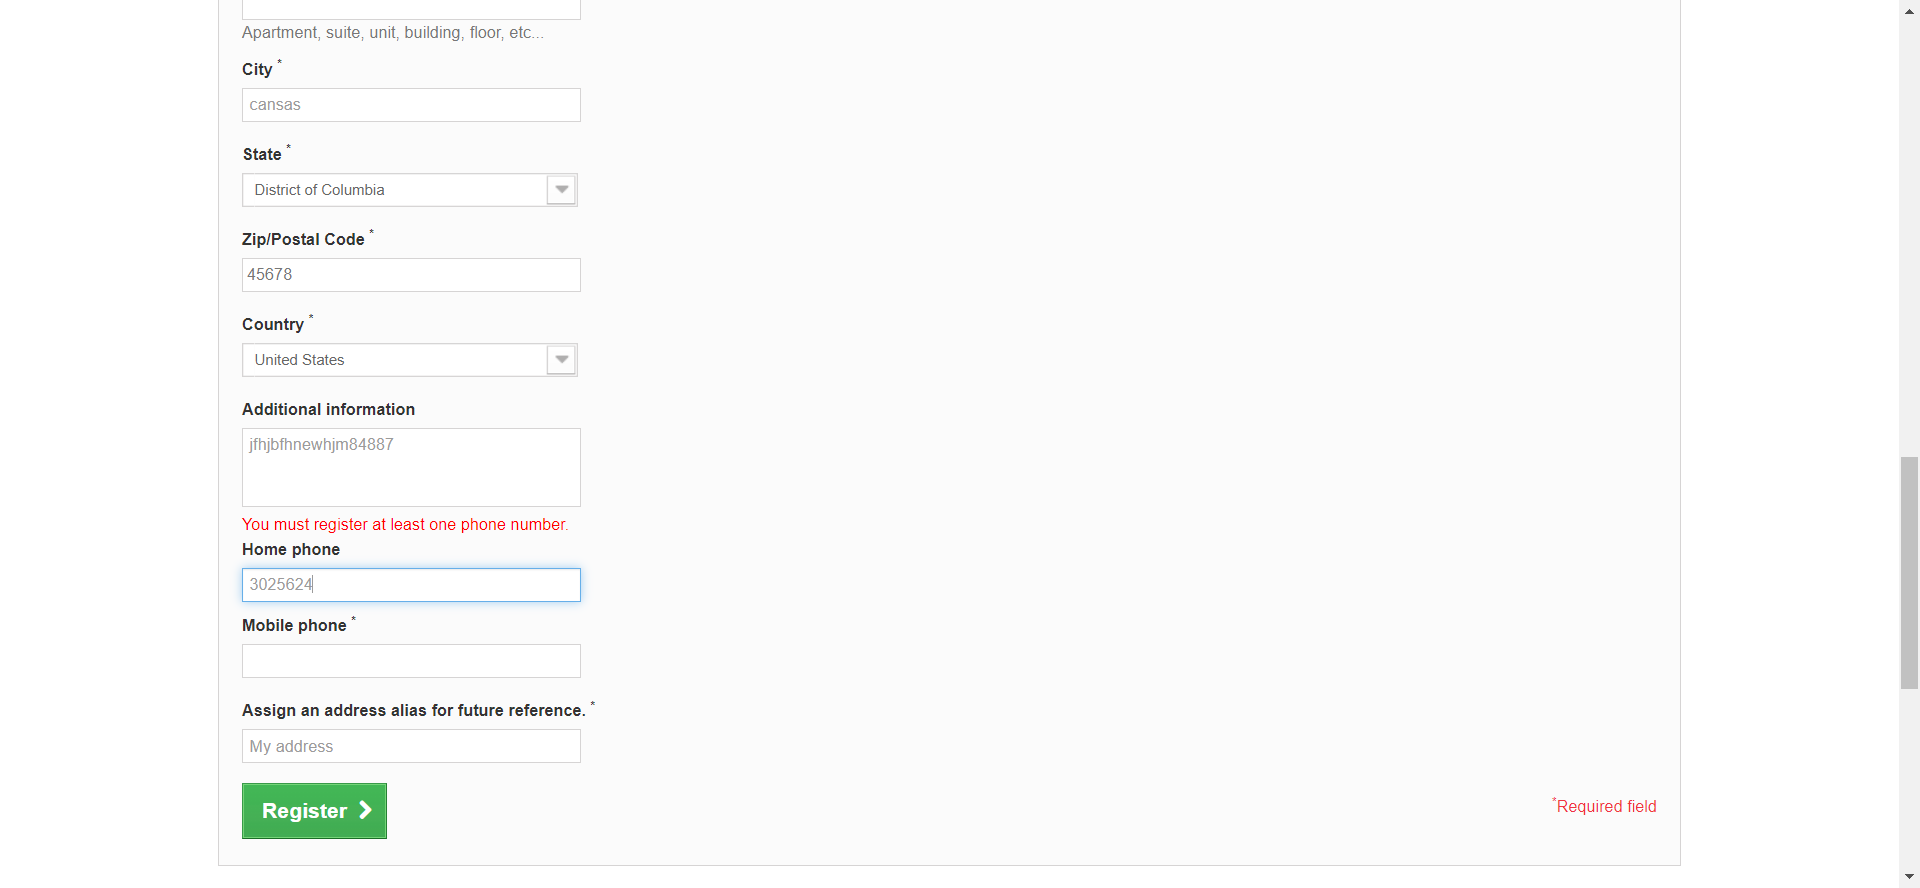 Apartment, suite, unit, building, floor, etc...
City *
cansas
State *
District of Columbia
Zip/Postal Code *
45678
Country *
United States
Additional information
jfhjbfhnewhjm84887
You must register at least one phone number.
Home phone
3025624
Mobile phone *
Assign an address alias for future reference. *
My address
Register
*Required field